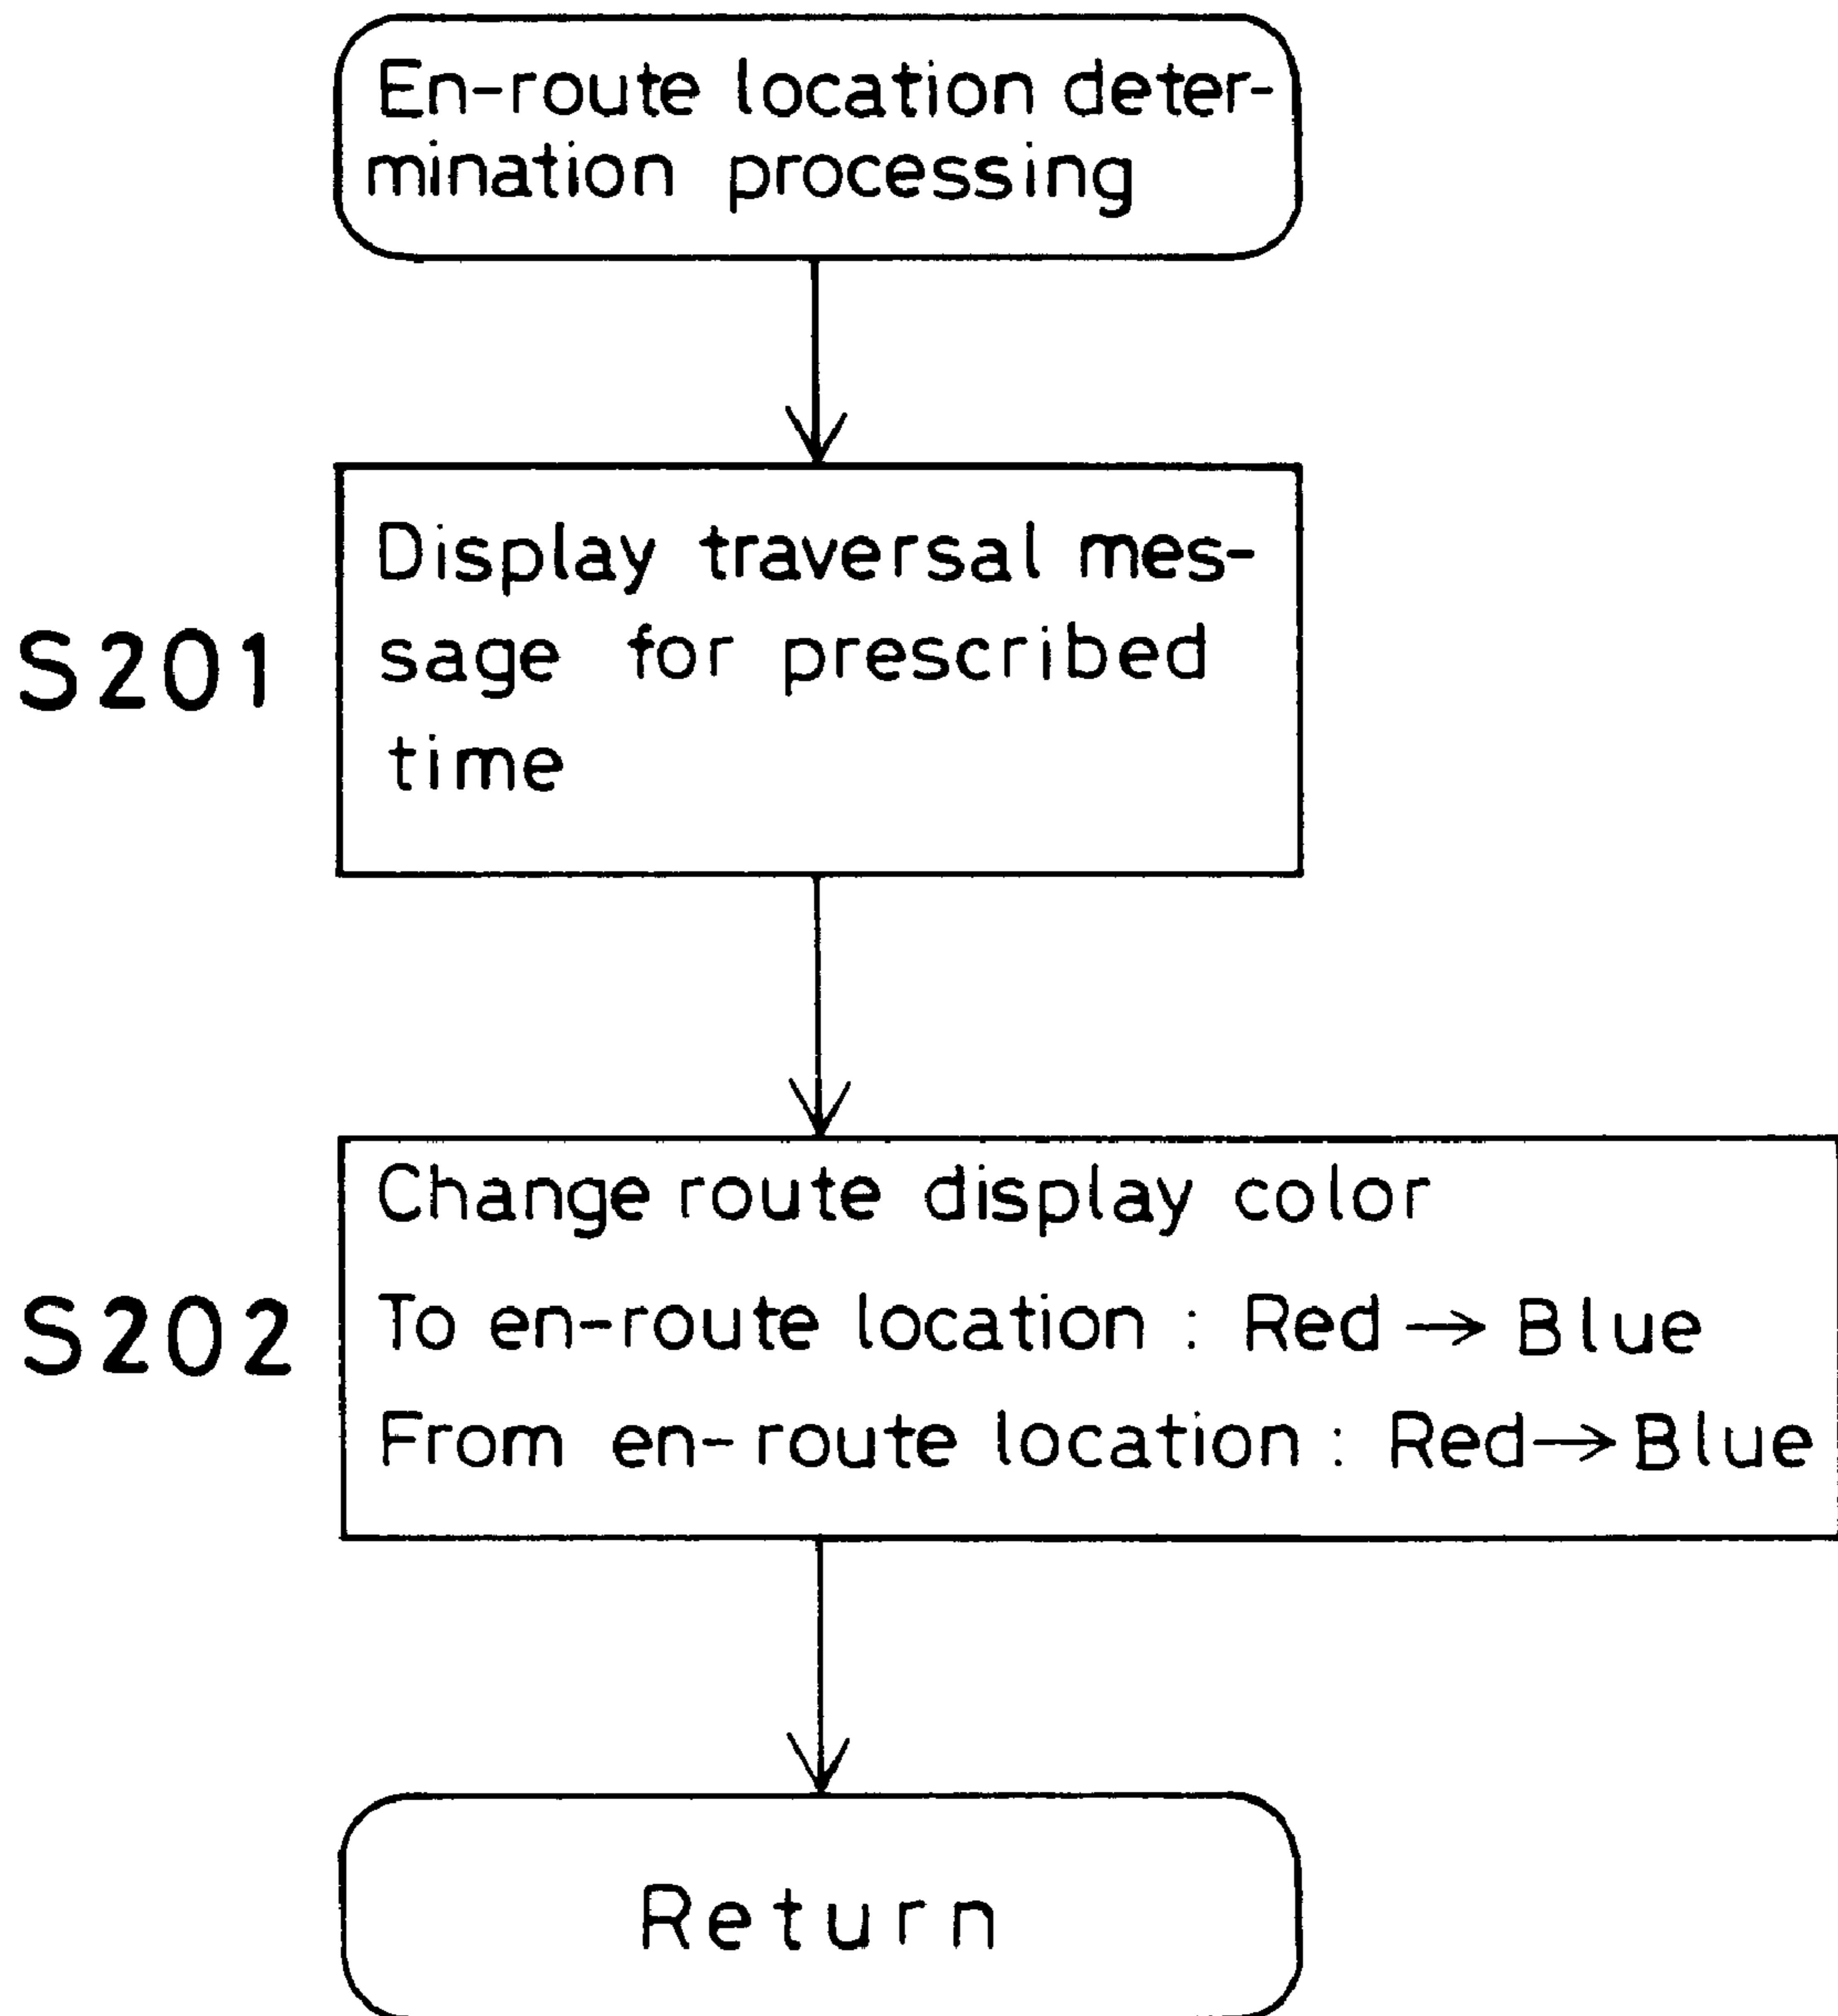 En-route location deter-
mination processing
S201
Display traversal mes-
sage for prescribed
time
S202
Change route display color
To en-route location : Red → Blue
From en-route location : Red → Blue
Return